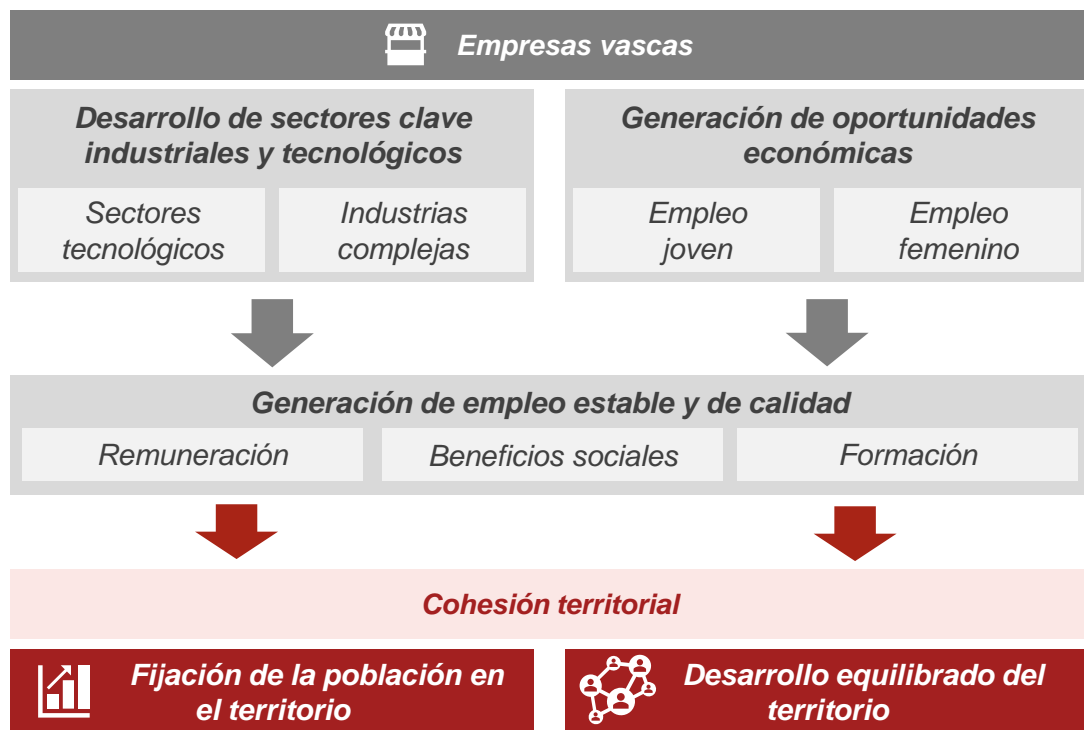 Empresas vascas
Desarrollo de sectores clave
industriales y tecnológicos
Sectores
tecnológicos
Industrias
complejas
Generación de oportunidades
económicas
Empleo
joven
Empleo
femenino
Generación de empleo estable y de calidad
Remuneración
Beneficios sociales
Formación
Cohesión territorial
Fijación de la población en
el territorio
Desarrollo equilibrado del
territorio